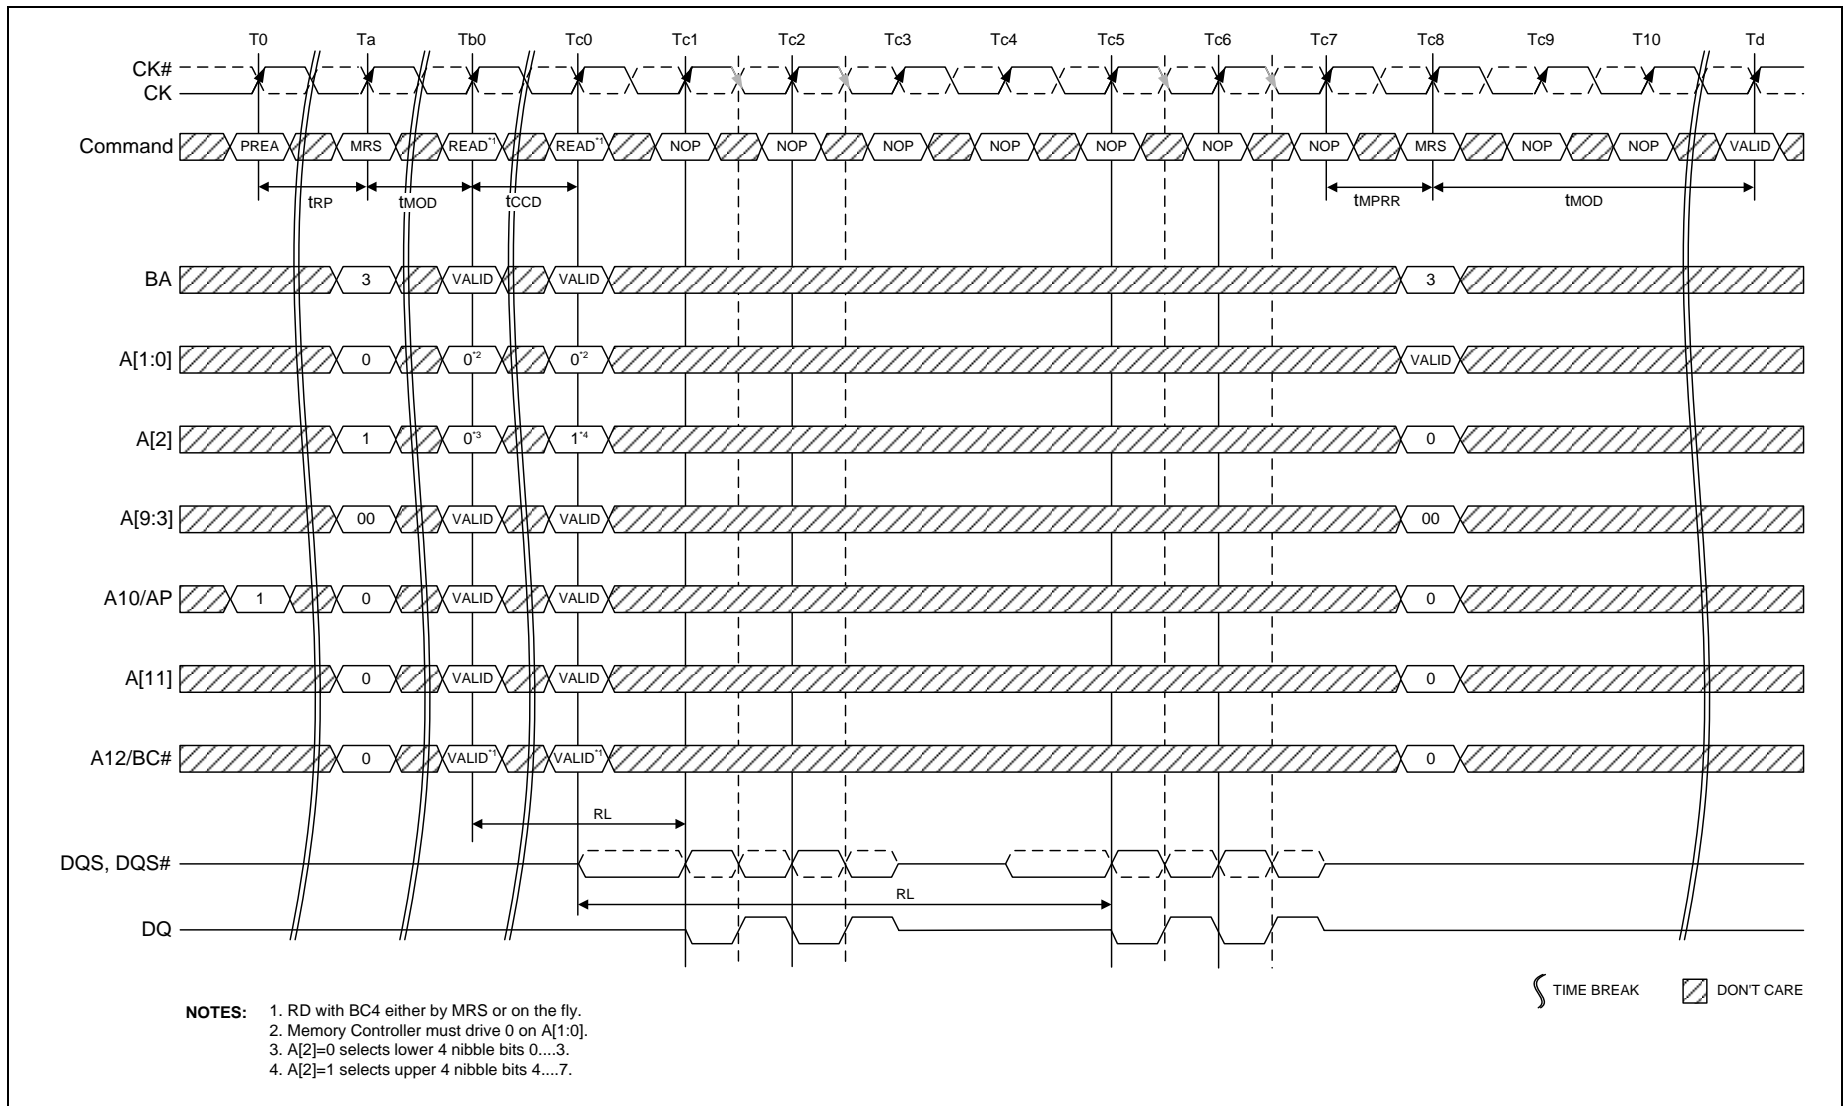 T0 Ta Tb0 Tc0 Tc1 Tc2 Tc3 Tc4 Tc5 Tc6 Tc7 Tc8 Tc9 T10 Td
CK#
CK
Command PREA MRS READ*1 READ*1 NOP NOP NOP NOP NOP NOP NOP MRS NOP NOP VALID
tRP tMOD tCCD tMPRR tMOD
BA 3 VALID VALID 3
A[1:0] 0 0*2 0*2 VALID
A[2] 1 0*3 1*4 0
A[9:3] 00 VALID VALID 00
A10/AP 1 0 VALID VALID 0
A[11] 0 VALID VALID 0
A12/BC# 0 VALID*1 VALID*1 0
RL
DQS, DQS#
RL
DQ
TIME BREAK DON'T CARE
NOTES: 1. RD with BC4 either by MRS or on the fly.
2. Memory Controller must drive 0 on A[1:0].
3. A[2]=0 selects lower 4 nibble bits 0....3.
4. A[2]=1 selects upper 4 nibble bits 4....7.